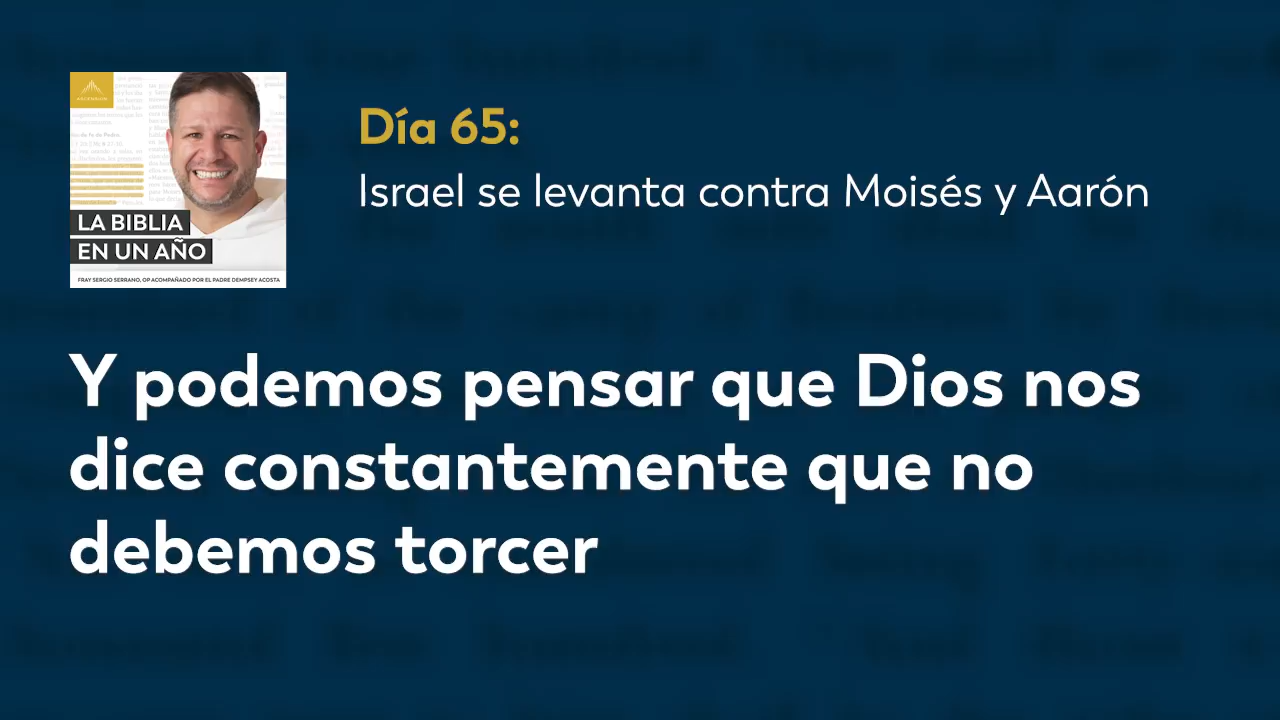 ASCENSION
LA BIBLIA
EN UN AÑO
FRAY SERGIO SERRANO, OP ACOMPAÑADO POR EL PADRE DEMPSEY ACOSTA
Día 65:
Israel se levanta contra Moisés y Aarón
Y podemos pensar que Dios nos
dice constantemente que no
debemos torcer